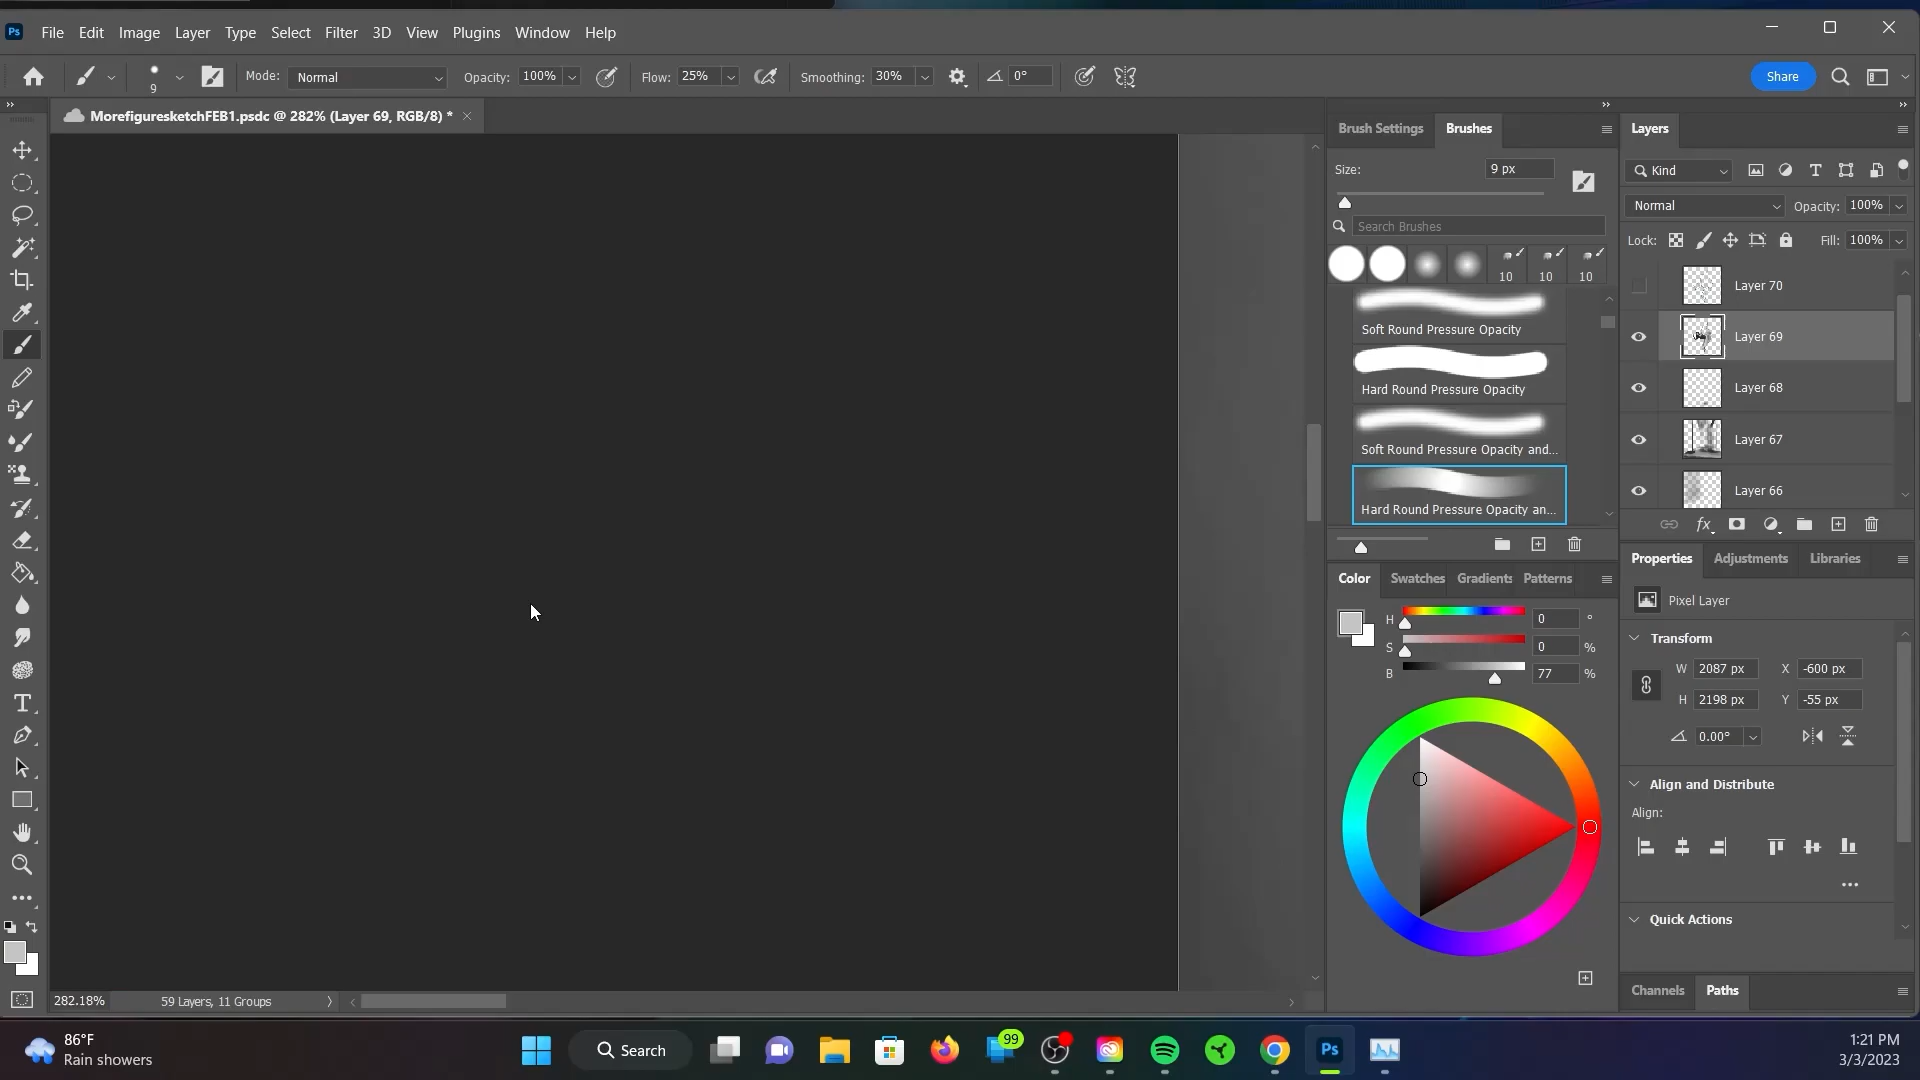 Ps File Edit Image Layer Type Select Filter 3D View Plugins Window Help
9 Mode: Normal Opacity: 100% Flow: 25% Smoothing: 30% 0° Share
MorefiguresketchFEB1.psdc @ 282% (Layer 69, RGB/8) *
Brush Settings Brushes
Size: 9 px
Search Brushes
10 10 10
Soft Round Pressure Opacity
Hard Round Pressure Opacity
Soft Round Pressure Opacity and...
Hard Round Pressure Opacity an...
Color Swatches Gradients Patterns
H 0 °
S 0 %
B 77 %
Layers
Kind
Normal Opacity: 100%
Lock: Fill: 100%
Layer 70
Layer 69
Layer 68
Layer 67
Layer 66
fx
Properties Adjustments Libraries
Pixel Layer
Transform
W 2087 px X -600 px
H 2198 px Y -55 px
0.00°
Align and Distribute
Align:
Quick Actions
Channels Paths
282.18% 59 Layers, 11 Groups
86°F
Rain showers
Search
99
Ps
1:21 PM
3/3/2023